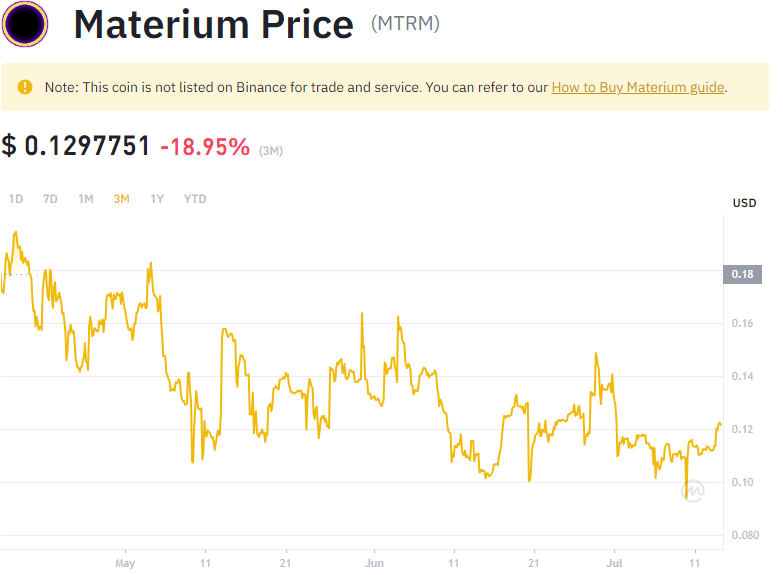 Materium Price (MTRM)
Note: This coin is not listed on Binance for trade and service. You can refer to our How to Buy Materium guide.
$ 0.1297751 -18.95% (3M)
1D 7D 1M 3M 1Y YTD
USD
0.18
0.16
0.14
0.12
0.10
0.080
May 11 21 Jun 11 21 Jul 11